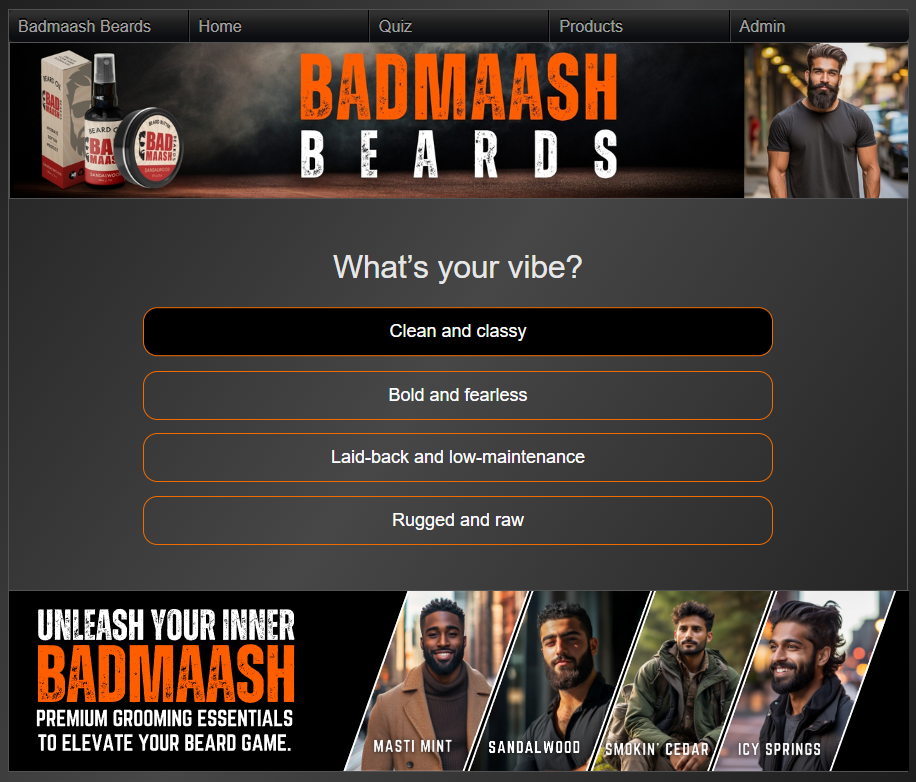 Badmaash Beards
Home
Quiz
Products
Admin
BADMAASH
BEARDS
BEARD CO
BAD
MAASH
SANDALWOOD
BEARD BUTTER
BAD
MAASH
SANDALWOOD
What’s your vibe?
Clean and classy
Bold and fearless
Laid-back and low-maintenance
Rugged and raw
UNLEASH YOUR INNER
BADMAASH
PREMIUM GROOMING ESSENTIALS
TO ELEVATE YOUR BEARD GAME.
MASTI MINT
SANDALWOOD
SMOKIN' CEDAR
ICY SPRINGS